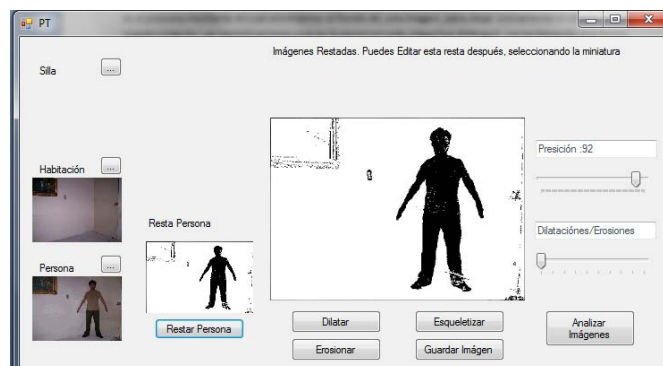 PT
Imágenes Restadas. Puedes Editar esta resta después, seleccionando la miniatura
Silla
...
Habitación
...
Presición :92
Resta Persona
Dilataciónes/Erosiones
Persona
...
Restar Persona
Dilatar
Esqueletizar
Analizar
Imágenes
Erosionar
Guardar Imágen